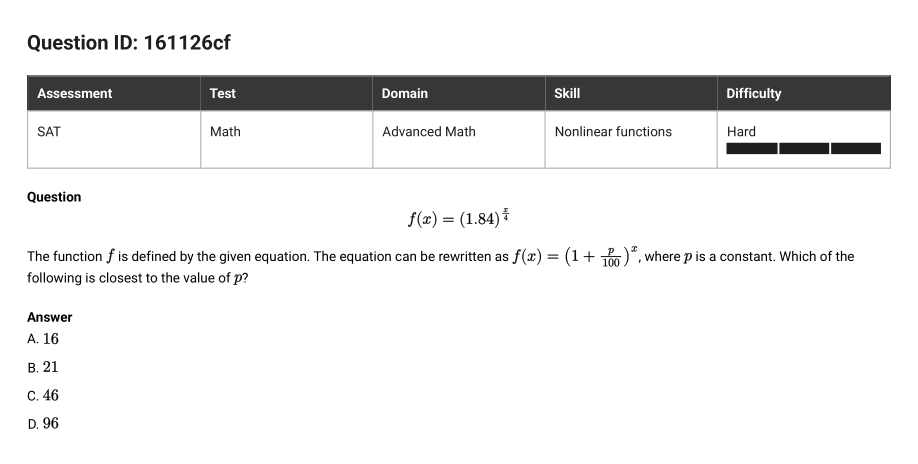 Question ID: 161126cf
Assessment Test Domain Skill Difficulty
SAT Math Advanced Math Nonlinear functions Hard
Question
f(x) = (1.84)^{\frac{x}{4}}
The function f is defined by the given equation. The equation can be rewritten as f(x) = (1 + \frac{p}{100})^x, where p is a constant. Which of the
following is closest to the value of p?
Answer
A. 16
B. 21
C. 46
D. 96